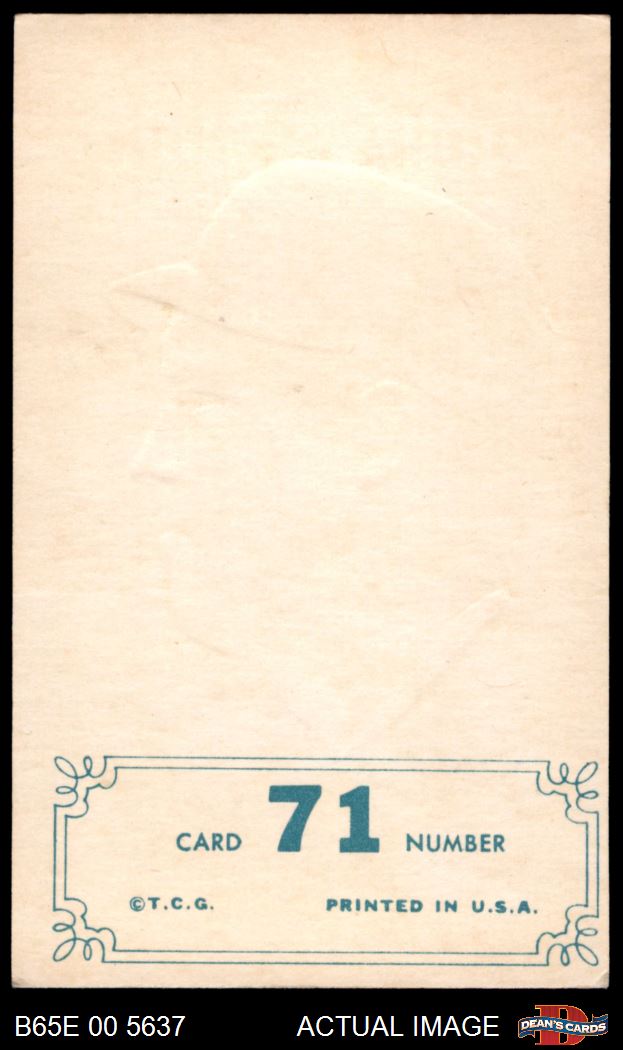 CARD 71 NUMBER
©T.C.G. PRINTED IN U.S.A.
B65E 00 5637 ACTUAL IMAGE DEAN'S CARDS